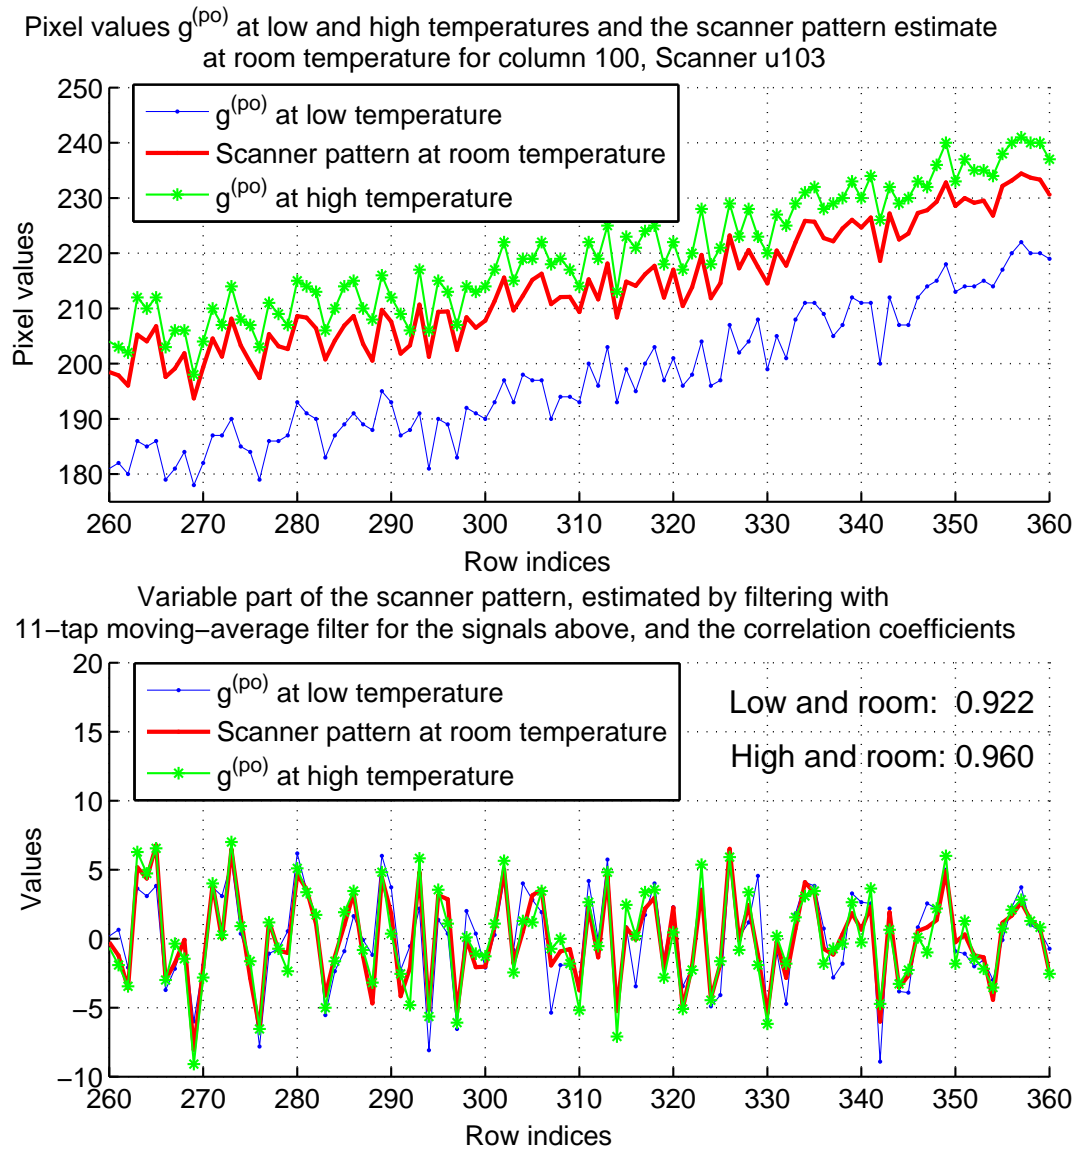 Pixel values g^(po) at low and high temperatures and the scanner pattern estimate
at room temperature for column 100, Scanner u103
250
240
230
220
210
200
190
180
Pixel values
g^(po) at low temperature
Scanner pattern at room temperature
g^(po) at high temperature
260 270 280 290 300 310 320 330 340 350 360
Row indices
Variable part of the scanner pattern, estimated by filtering with
11−tap moving−average filter for the signals above, and the correlation coefficients
20
15
10
5
0
−5
−10
Values
g^(po) at low temperature
Scanner pattern at room temperature
g^(po) at high temperature
Low and room: 0.922
High and room: 0.960
260 270 280 290 300 310 320 330 340 350 360
Row indices